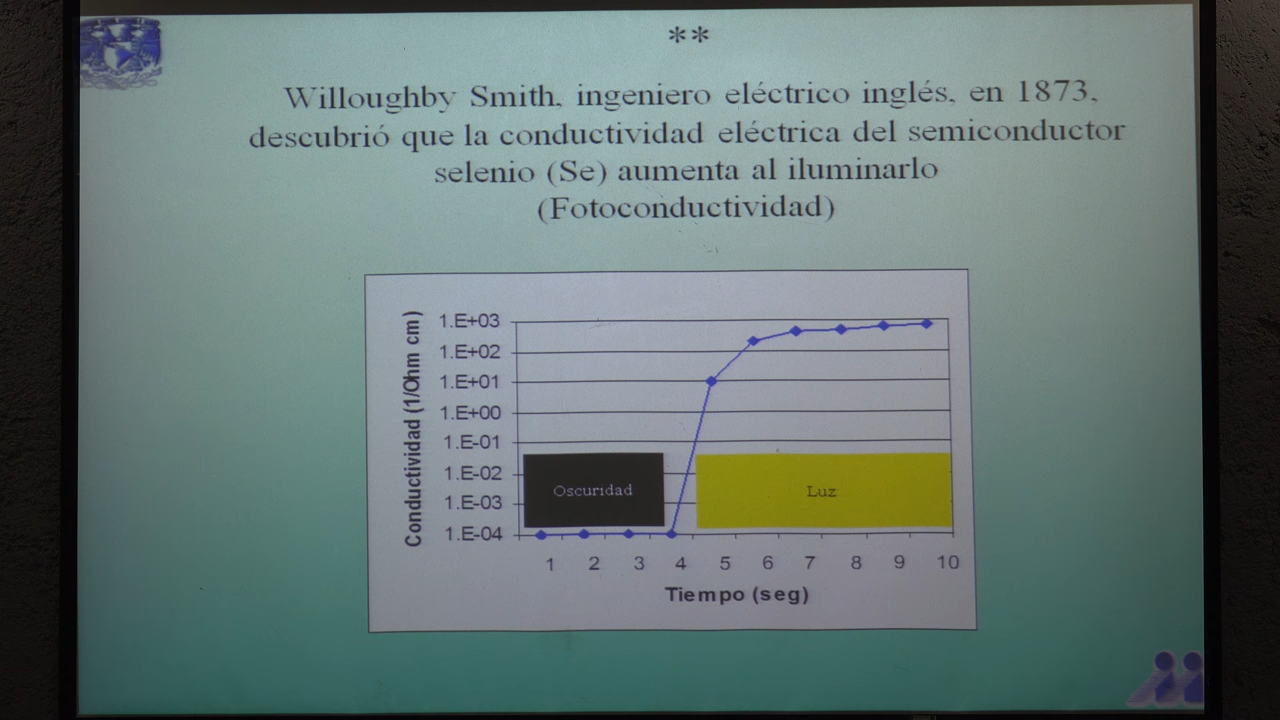 **
Willoughby Smith, ingeniero eléctrico inglés, en 1873,
descubrió que la conductividad eléctrica del semiconductor
selenio (Se) aumenta al iluminarlo
(Fotoconductividad)
Conductividad (1/Ohm cm)
1.E+03
1.E+02
1.E+01
1.E+00
1.E-01
1.E-02
1.E-03
1.E-04
Oscuridad
Luz
1 2 3 4 5 6 7 8 9 10
Tiempo (seg)